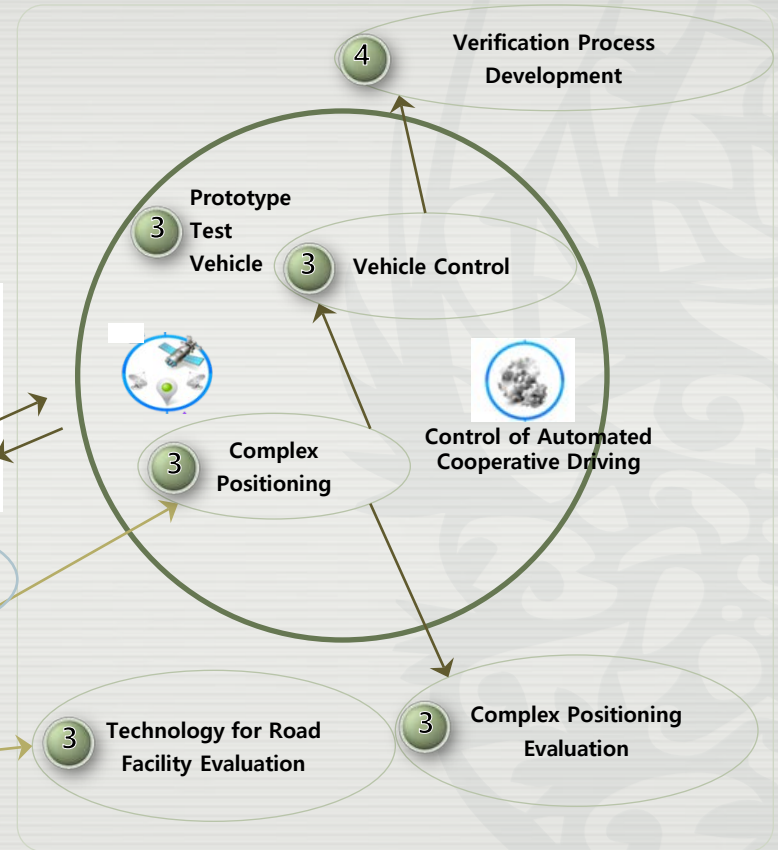 4
Verification Process
Development
3
Prototype
Test
Vehicle
3
Vehicle Control
3
Complex
Positioning
Control of Automated
Cooperative Driving
3
Technology for Road
Facility Evaluation
3
Complex Positioning
Evaluation